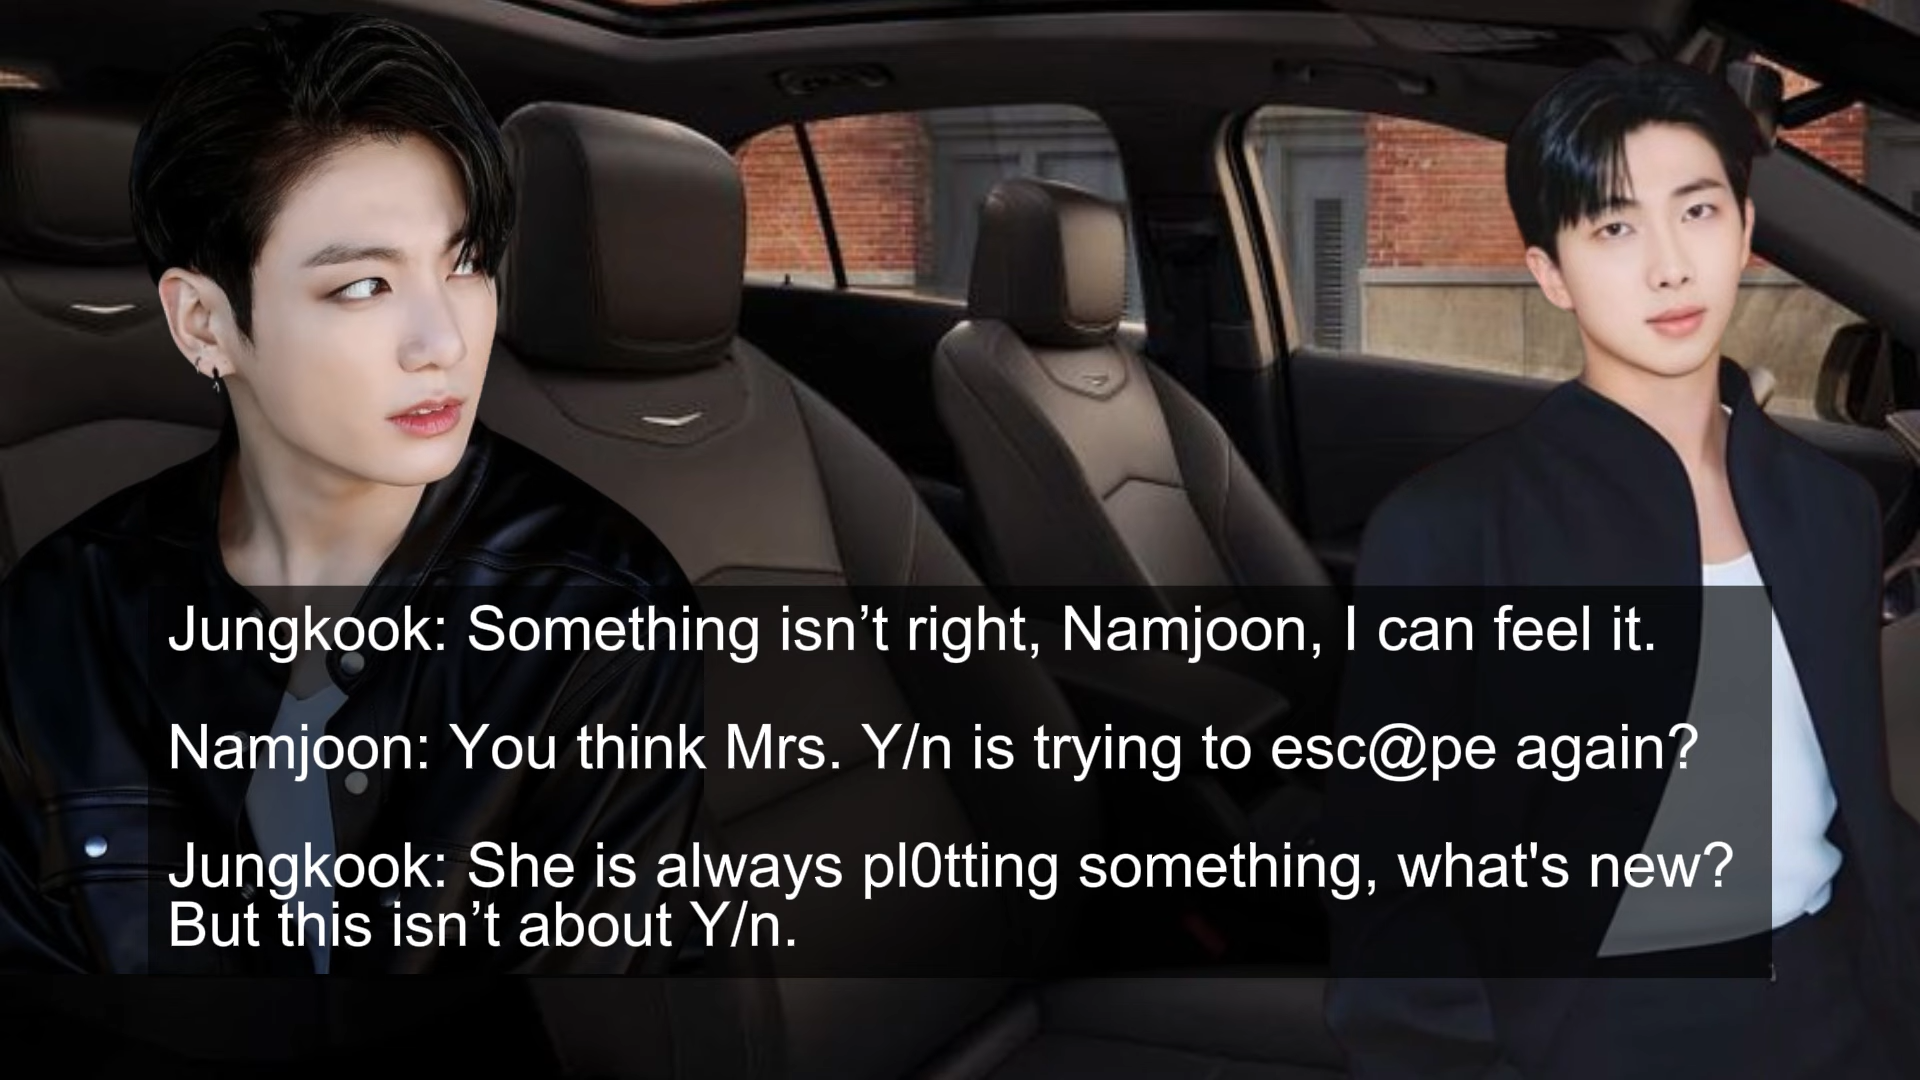 Jungkook: Something isn’t right, Namjoon, I can feel it.
Namjoon: You think Mrs. Y/n is trying to esc@pe again?
Jungkook: She is always pl0tting something, what's new?
But this isn’t about Y/n.